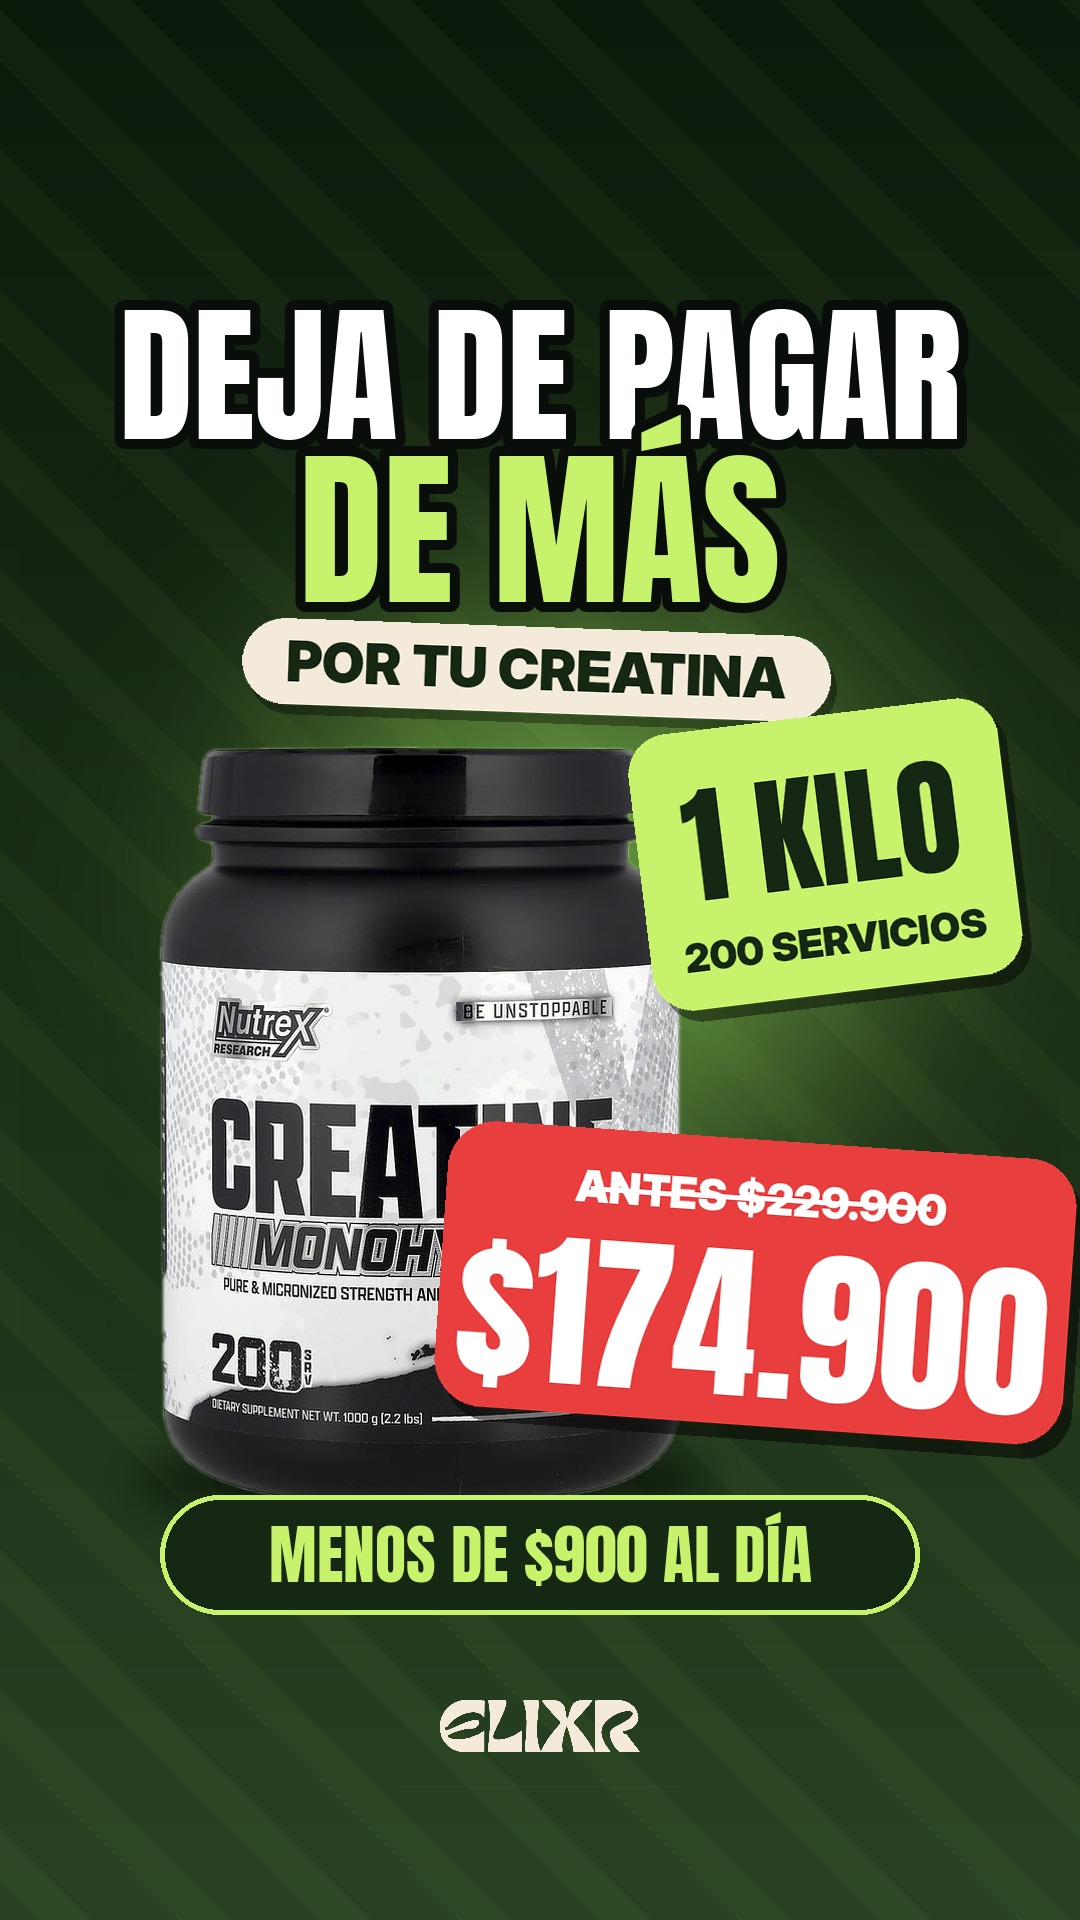 DEJA DE PAGAR
DE MÁS
POR TU CREATINA
1 KILO
200 SERVICIOS
Nutrex
RESEARCH
BE UNSTOPPABLE
CREATINE
MONOHY
PURE & MICRONIZED STRENGTH AN
ANTES $229.900
$174.900
200 SRV
DIETARY SUPPLEMENT NET WT. 1000 g (2.2 lbs)
MENOS DE $900 AL DÍA
ELIXR